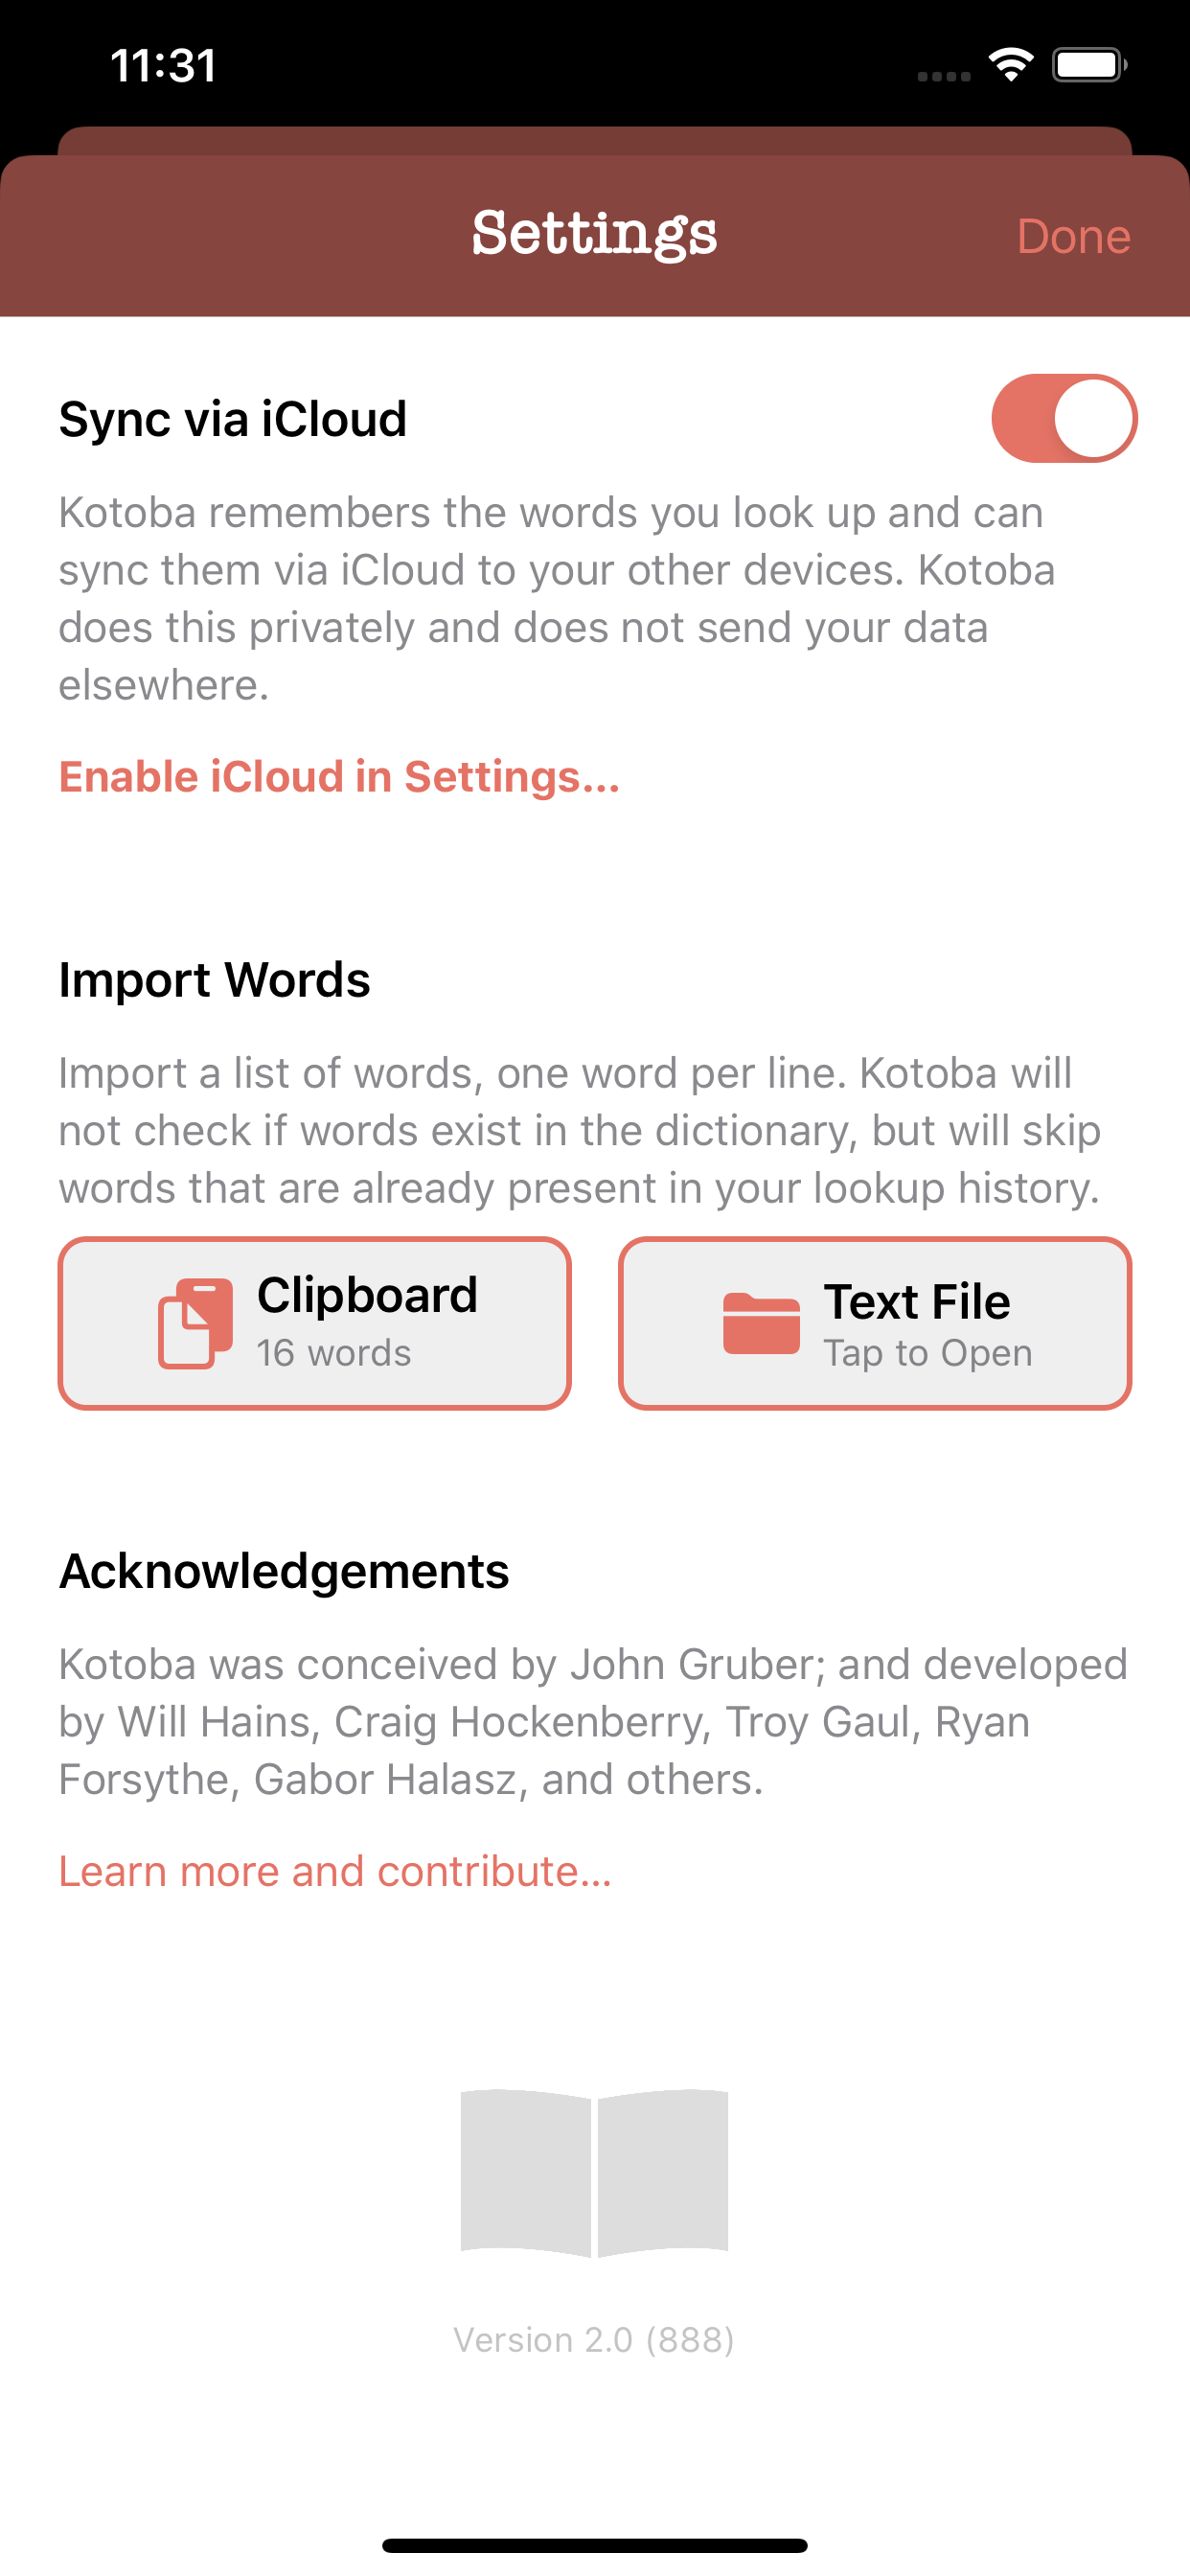 11:31
Settings
Done
Sync via iCloud
Kotoba remembers the words you look up and can
sync them via iCloud to your other devices. Kotoba
does this privately and does not send your data
elsewhere.
Enable iCloud in Settings...
Import Words
Import a list of words, one word per line. Kotoba will
not check if words exist in the dictionary, but will skip
words that are already present in your lookup history.
Clipboard
16 words
Text File
Tap to Open
Acknowledgements
Kotoba was conceived by John Gruber; and developed
by Will Hains, Craig Hockenberry, Troy Gaul, Ryan
Forsythe, Gabor Halasz, and others.
Learn more and contribute...
Version 2.0 (888)